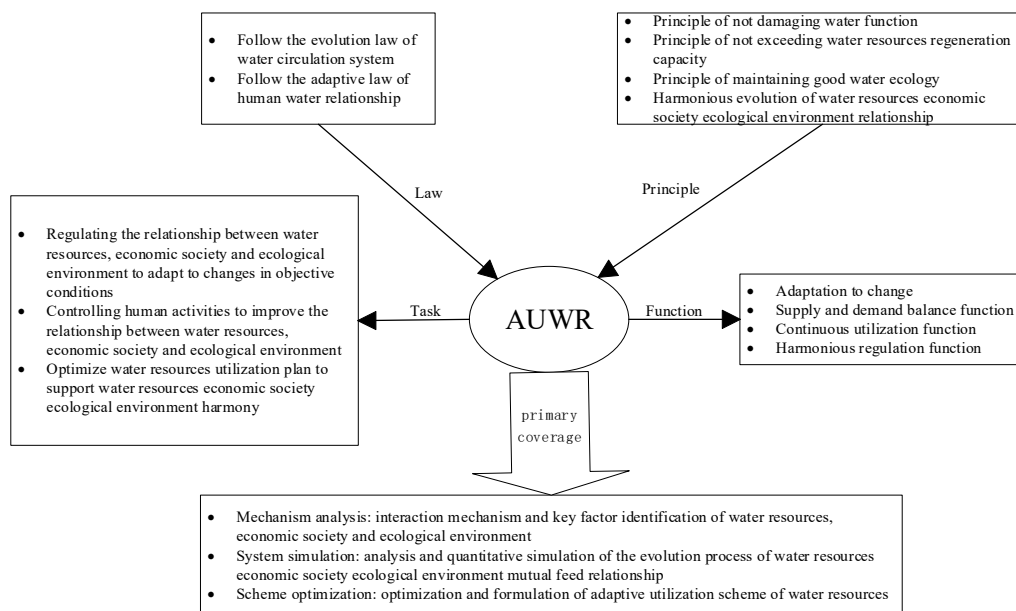 • Follow the evolution law of
water circulation system
• Follow the adaptive law of
human water relationship
• Principle of not damaging water function
• Principle of not exceeding water resources regeneration
capacity
• Principle of maintaining good water ecology
• Harmonious evolution of water resources economic
society ecological environment relationship
Law
Principle
• Regulating the relationship between water
resources, economic society and ecological
environment to adapt to changes in objective
conditions
• Controlling human activities to improve the
relationship between water resources,
economic society and ecological environment
• Optimize water resources utilization plan to
support water resources economic society
ecological environment harmony
Task
AUWR
Function
• Adaptation to change
• Supply and demand balance function
• Continuous utilization function
• Harmonious regulation function
primary
coverage
• Mechanism analysis: interaction mechanism and key factor identification of water resources,
economic society and ecological environment
• System simulation: analysis and quantitative simulation of the evolution process of water resources
economic society ecological environment mutual feed relationship
• Scheme optimization: optimization and formulation of adaptive utilization scheme of water resources